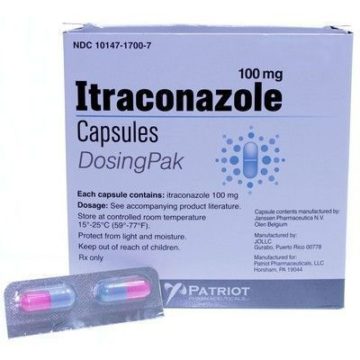 NDC 10147-1700-7
100 mg
Itraconazole
Capsules
DosingPak
Each capsule contains: itraconazole 100 mg
Dosage: See accompanying product literature.
Store at controlled room temperature
15°-25°C (59°-77°F).
Protect from light and moisture.
Keep out of reach of children.
Rx only
Capsule contents manufactured by:
Janssen Pharmaceutica N.V.
Olen Belgium
Manufactured by:
JOLLC
Gurabo, Puerto Rico 00778
Manufactured for:
Patriot Pharmaceuticals, LLC
Horsham, PA 19044
PATRIOT
PHARMACEUTICALS